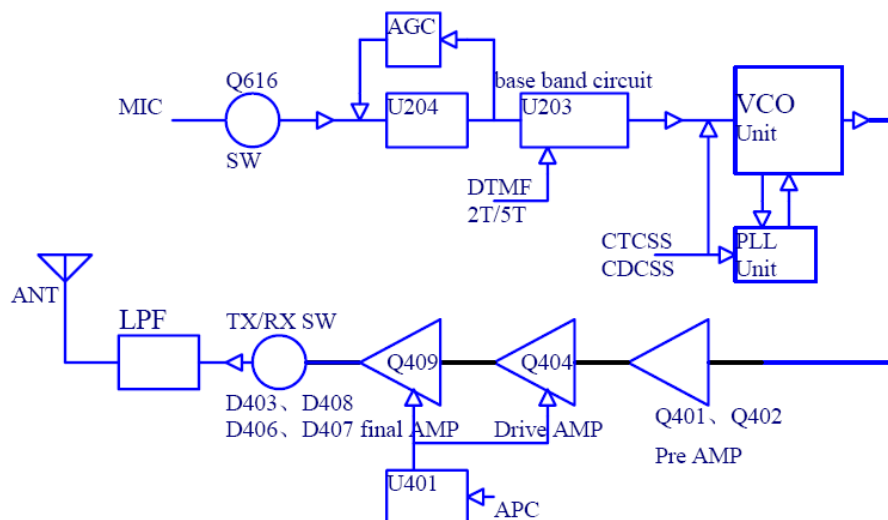 AGC
Q616
base band circuit
MIC
U204
U203
VCO
Unit
SW
DTMF
2T/5T
CTCSS
CDCSS
PLL
Unit
ANT
LPF
TX/RX SW
Q409
Q404
D403、D408
D406、D407 final AMP
Drive AMP
Q401、Q402
Pre AMP
U401
APC